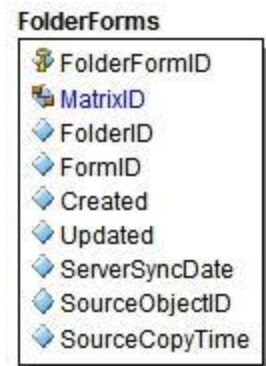 FolderForms
FolderFormID
MatrixID
FolderID
FormID
Created
Updated
ServerSyncDate
SourceObjectID
SourceCopyTime